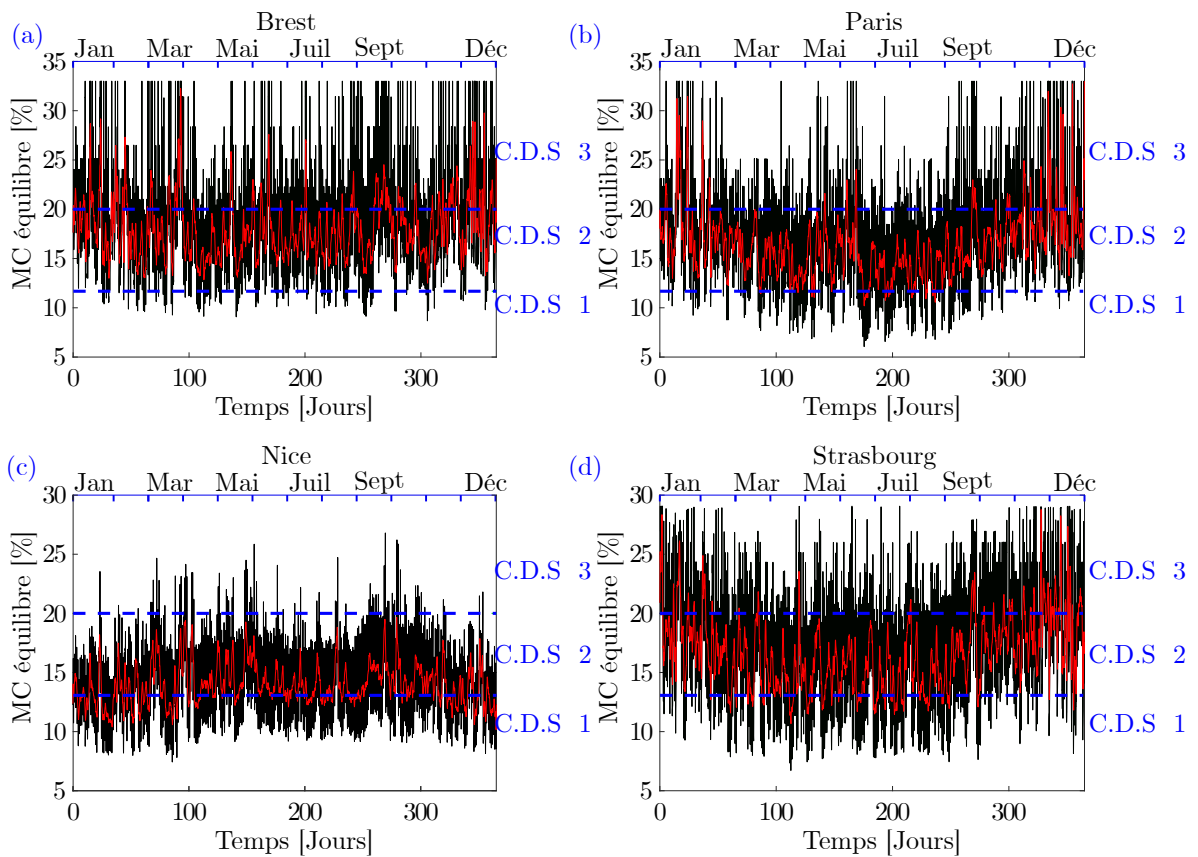 (a)
Brest
Jan Mar Mai Juil Sept Déc
35
30
25
20
15
10
5
MC équilibre [%]
C.D.S 3
C.D.S 2
C.D.S 1
0 100 200 300
Temps [Jours]
(b)
Paris
Jan Mar Mai Juil Sept Déc
35
30
25
20
15
10
5
MC équilibre [%]
C.D.S 3
C.D.S 2
C.D.S 1
0 100 200 300
Temps [Jours]
(c)
Nice
Jan Mar Mai Juil Sept Déc
30
25
20
15
10
5
MC équilibre [%]
C.D.S 3
C.D.S 2
C.D.S 1
0 100 200 300
Temps [Jours]
(d)
Strasbourg
Jan Mar Mai Juil Sept Déc
30
25
20
15
10
5
MC équilibre [%]
C.D.S 3
C.D.S 2
C.D.S 1
0 100 200 300
Temps [Jours]